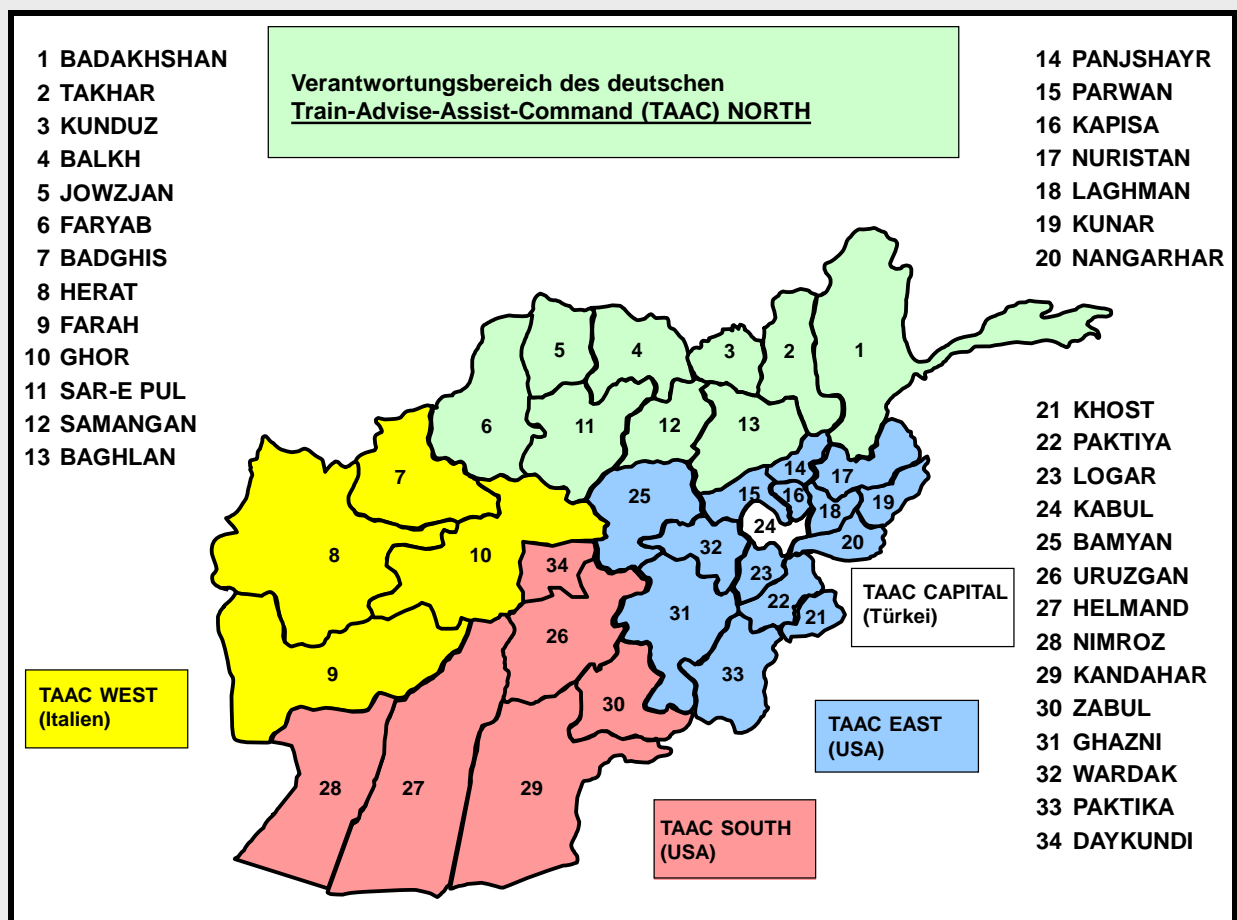 1 BADAKHSHAN
2 TAKHAR
3 KUNDUZ
4 BALKH
5 JOWZJAN
6 FARYAB
7 BADGHIS
8 HERAT
9 FARAH
10 GHOR
11 SAR-E PUL
12 SAMANGAN
13 BAGHLAN
Verantwortungsbereich des deutschen
Train-Advise-Assist-Command (TAAC) NORTH
14 PANJSHAYR
15 PARWAN
16 KAPISA
17 NURISTAN
18 LAGHMAN
19 KUNAR
20 NANGARHAR
5
4
3
2
1
6
11
12
13
7
25
14
17
15
16
18
19
24
20
8
10
34
32
23
22
21
31
26
9
33
30
28
27
29
TAAC CAPITAL
(Türkei)
TAAC WEST
(Italien)
TAAC EAST
(USA)
TAAC SOUTH
(USA)
21 KHOST
22 PAKTIYA
23 LOGAR
24 KABUL
25 BAMYAN
26 URUZGAN
27 HELMAND
28 NIMROZ
29 KANDAHAR
30 ZABUL
31 GHAZNI
32 WARDAK
33 PAKTIKA
34 DAYKUNDI